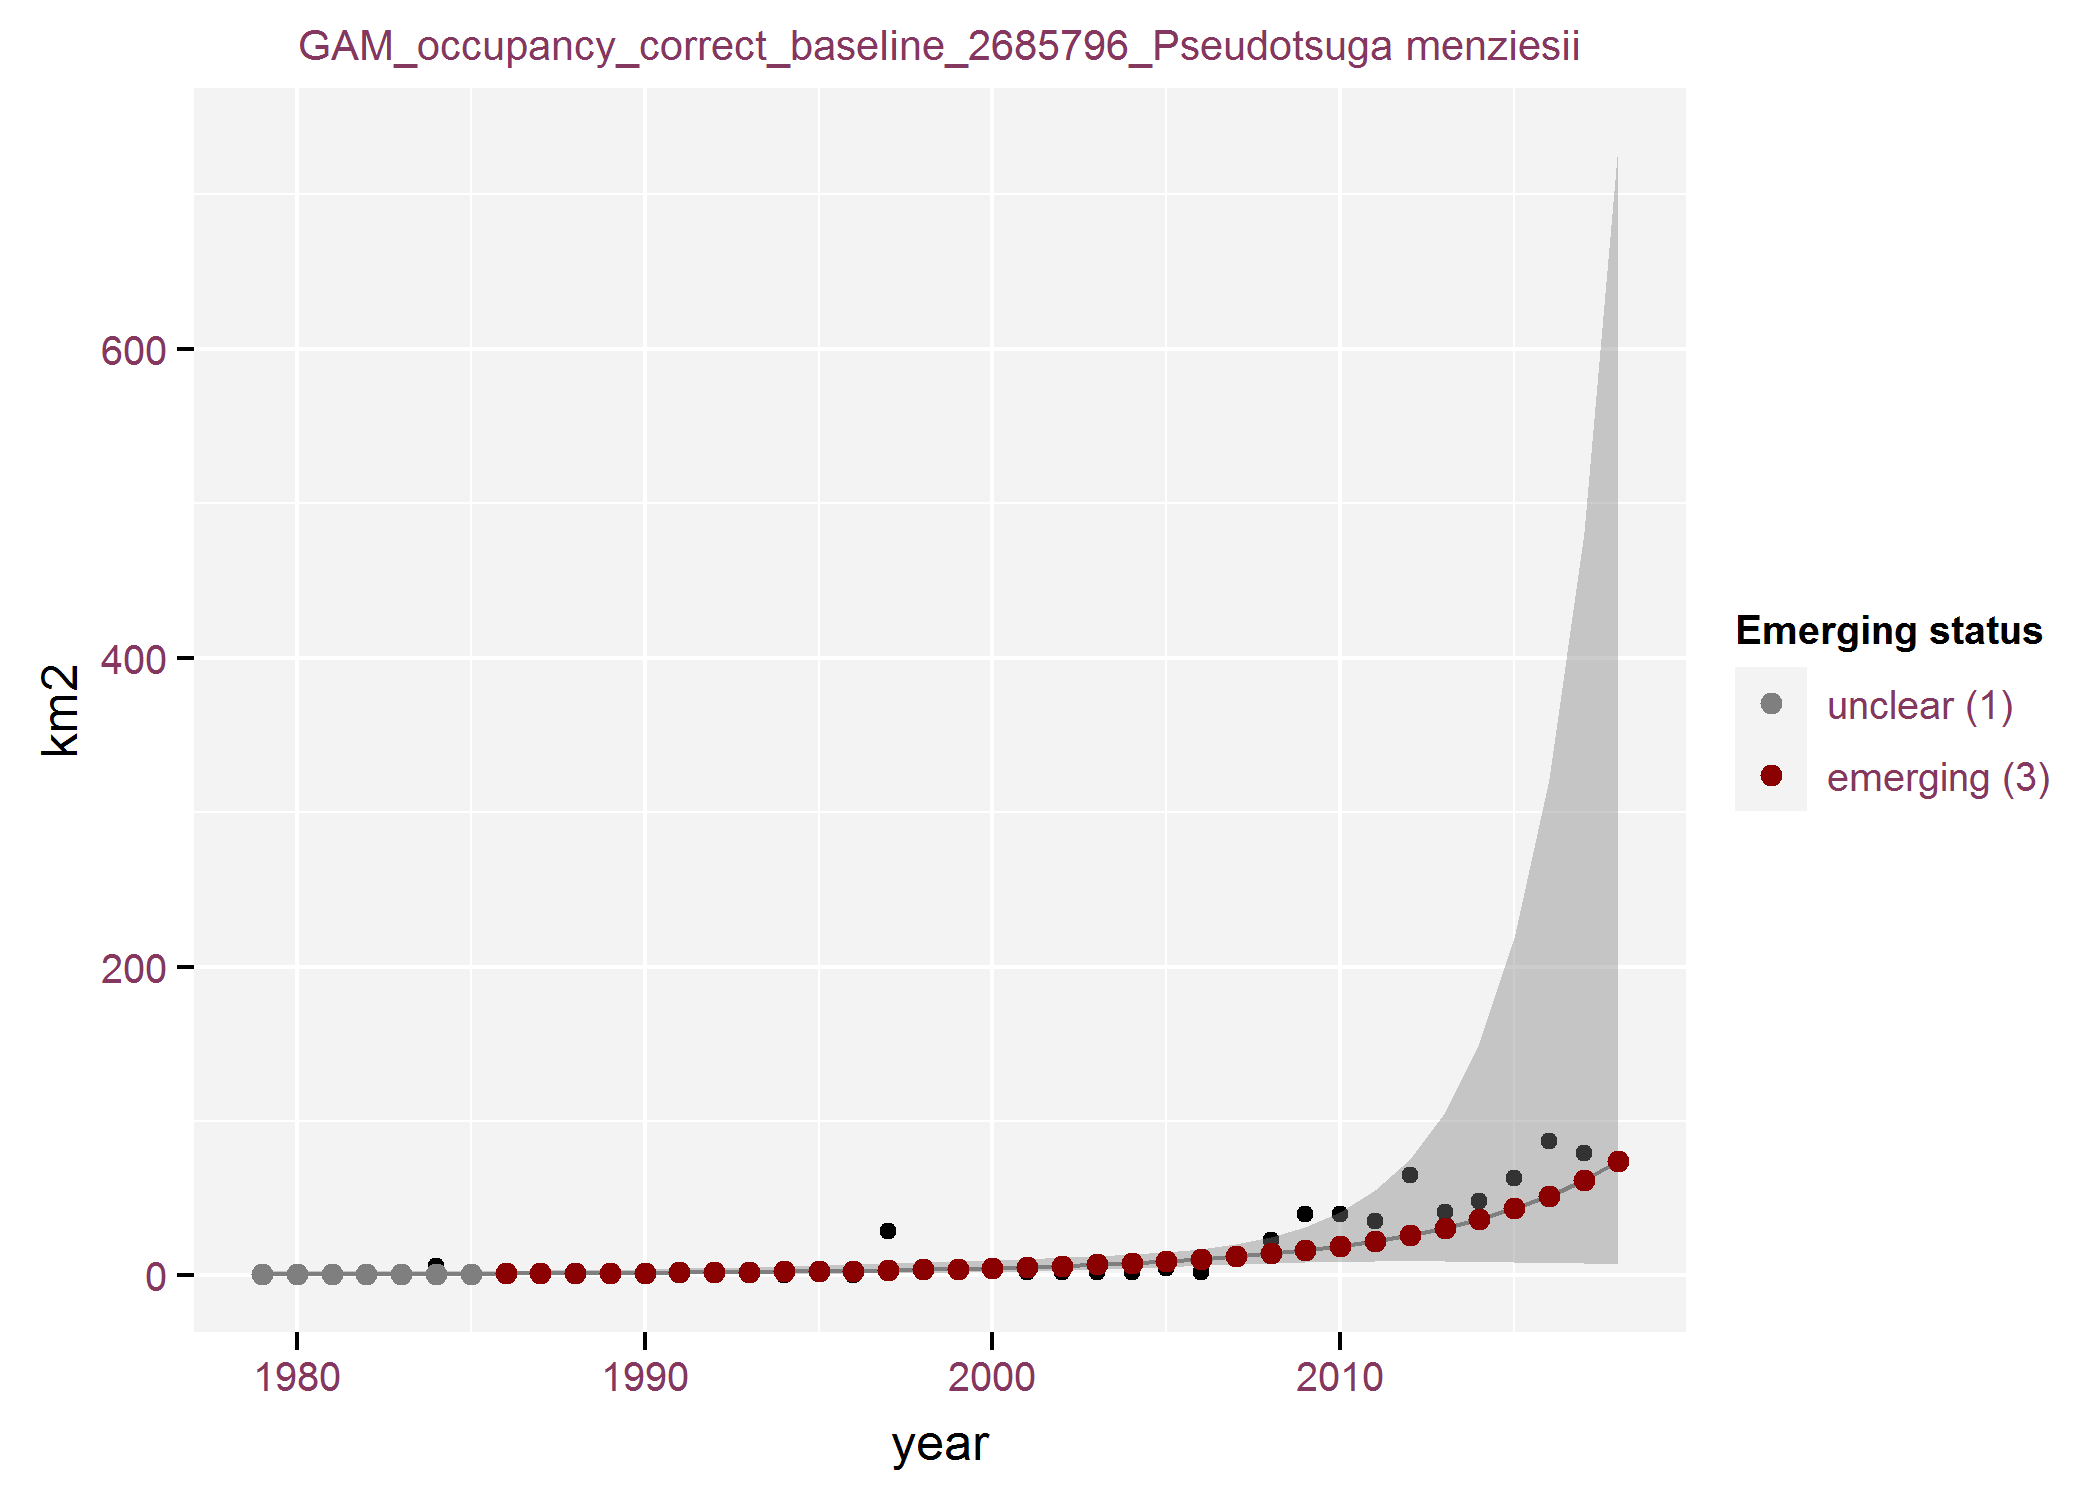 GAM_occupancy_correct_baseline_2685796_Pseudotsuga menziesii
600
400
200
0
km2
1980 1990 2000 2010
year
Emerging status
unclear (1)
emerging (3)